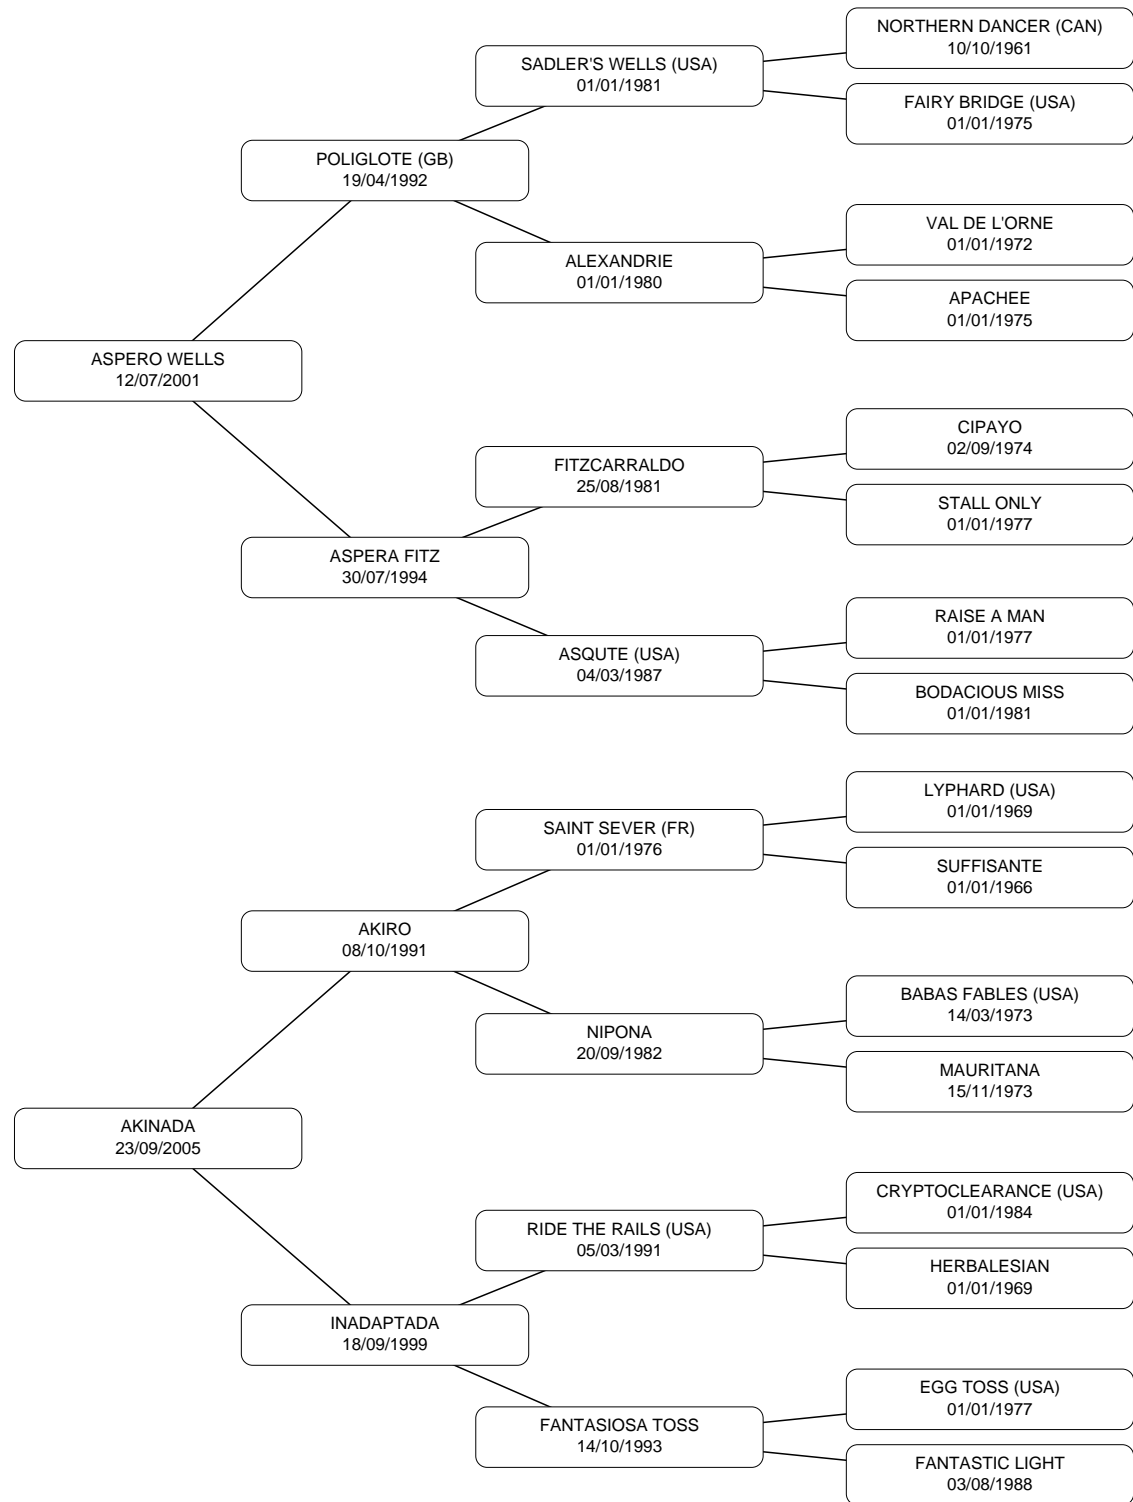 NORTHERN DANCER (CAN)
10/10/1961
SADLER'S WELLS (USA)
01/01/1981
FAIRY BRIDGE (USA)
01/01/1975
POLIGLOTE (GB)
19/04/1992
VAL DE L'ORNE
01/01/1972
ALEXANDRIE
01/01/1980
APACHEE
01/01/1975
ASPERO WELLS
12/07/2001
CIPAYO
02/09/1974
FITZCARRALDO
25/08/1981
STALL ONLY
01/01/1977
ASPERA FITZ
30/07/1994
RAISE A MAN
01/01/1977
ASQUTE (USA)
04/03/1987
BODACIOUS MISS
01/01/1981
LYPHARD (USA)
01/01/1969
SAINT SEVER (FR)
01/01/1976
SUFFISANTE
01/01/1966
AKIRO
08/10/1991
BABAS FABLES (USA)
14/03/1973
NIPONA
20/09/1982
MAURITANA
15/11/1973
AKINADA
23/09/2005
CRYPTOCLEARANCE (USA)
01/01/1984
RIDE THE RAILS (USA)
05/03/1991
HERBALESIAN
01/01/1969
INADAPTADA
18/09/1999
EGG TOSS (USA)
01/01/1977
FANTASIOSA TOSS
14/10/1993
FANTASTIC LIGHT
03/08/1988